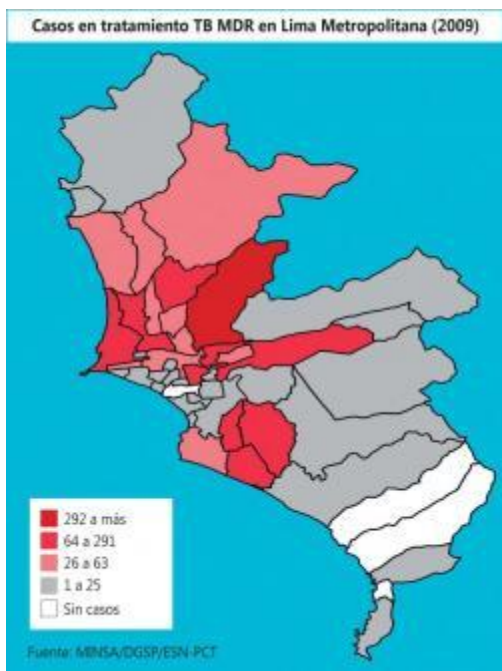 Casos en tratamiento TB MDR en Lima Metropolitana (2009)
292 a más
64 a 291
26 a 63
1 a 25
Sin casos
Fuente: MINSA/DGSP/ESN-PCT